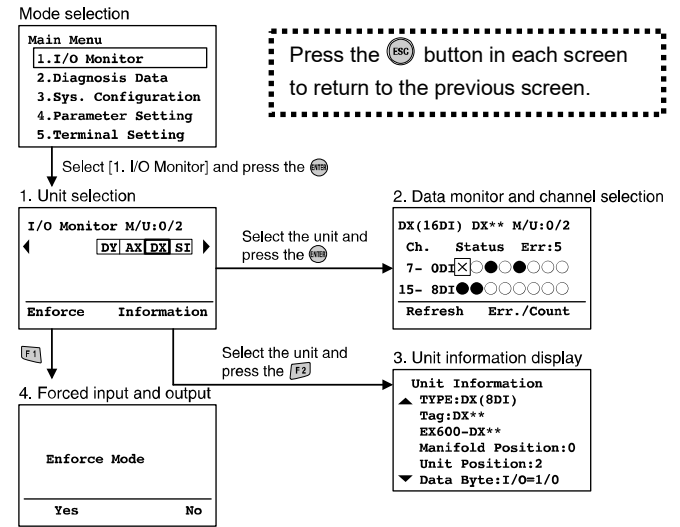 Mode selection
Main Menu
1.I/O Monitor
2.Diagnosis Data
3.Sys. Configuration
4.Parameter Setting
5.Terminal Setting
Press the ESC button in each screen
to return to the previous screen.
Select [1. I/O Monitor] and press the ENTER
1. Unit selection
I/O Monitor M/U:0/2
DY AX DX SI
Enforce Information
Select the unit and
press the ENTER
2. Data monitor and channel selection
DX(16DI) DX** M/U:0/2
Ch. Status Err:5
7- 0DI
15- 8DI
Refresh Err./Count
F1
Select the unit and
press the F2
3. Unit information display
Unit Information
TYPE:DX(8DI)
Tag:DX**
EX600-DX**
Manifold Position:0
Unit Position:2
Data Byte:I/O=1/0
4. Forced input and output
Enforce Mode
Yes No